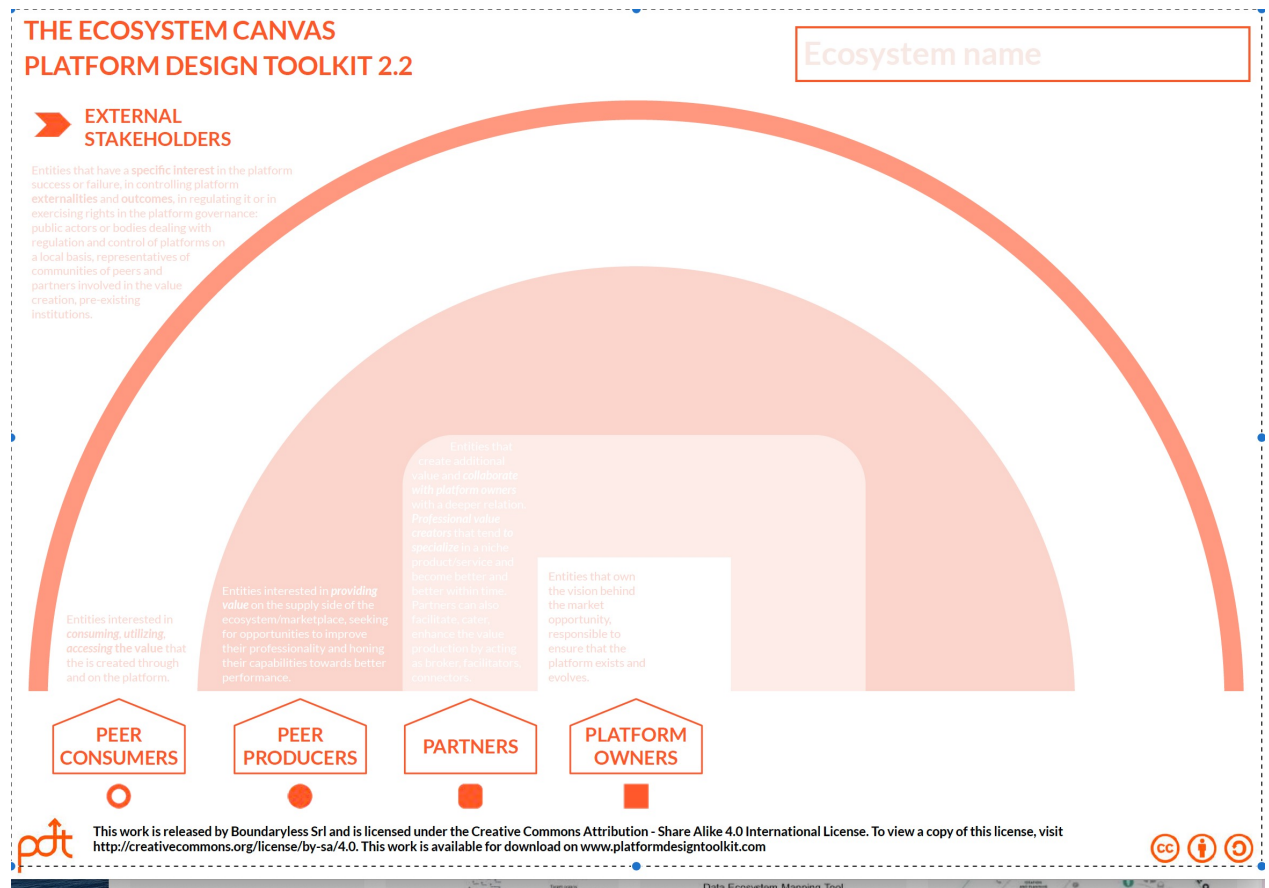 THE ECOSYSTEM CANVAS
PLATFORM DESIGN TOOLKIT 2.2
Ecosystem name
EXTERNAL
STAKEHOLDERS
Entities that have a specific interest in the platform
success or failure, in controlling platform
externalities and outcomes, in regulating it or in
exercising rights in the platform governance:
public actors or bodies dealing with
regulation and control of platforms on
a local basis, representatives of
communities of peers and
partners involved in the value
creation, pre-existing
institutions.
Entities interested in
consuming, utilizing,
accessing the value that
the is created through
and on the platform.
Entities interested in providing
value on the supply side of the
ecosystem/marketplace, seeking
for opportunities to improve
their professionality and honing
their capabilities towards better
performance.
Entities that
create additional
value and collaborate
with platform owners
with a deeper relation.
Professional value
creators that tend to
specialize in a niche
product/service and
become better and
better within time.
Partners can also
facilitate, cater,
enhance the value
production by acting
as broker, facilitators,
connectors.
Entities that own
the vision behind
the market
opportunity,
responsible to
ensure that the
platform exists and
evolves.
PEER
CONSUMERS
PEER
PRODUCERS
PARTNERS
PLATFORM
OWNERS
pdt
This work is released by Boundaryless Srl and is licensed under the Creative Commons Attribution - Share Alike 4.0 International License. To view a copy of this license, visit
http://creativecommons.org/license/by-sa/4.0. This work is available for download on www.platformdesigntoolkit.com
cc
Data Ecosystem Mapping Tool